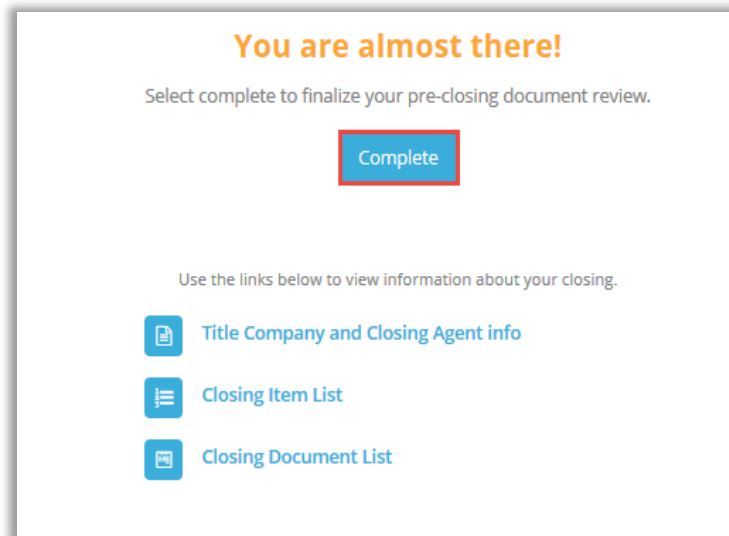 You are almost there!
Select complete to finalize your pre-closing document review.
Complete
Use the links below to view information about your closing.
Title Company and Closing Agent info
Closing Item List
Closing Document List